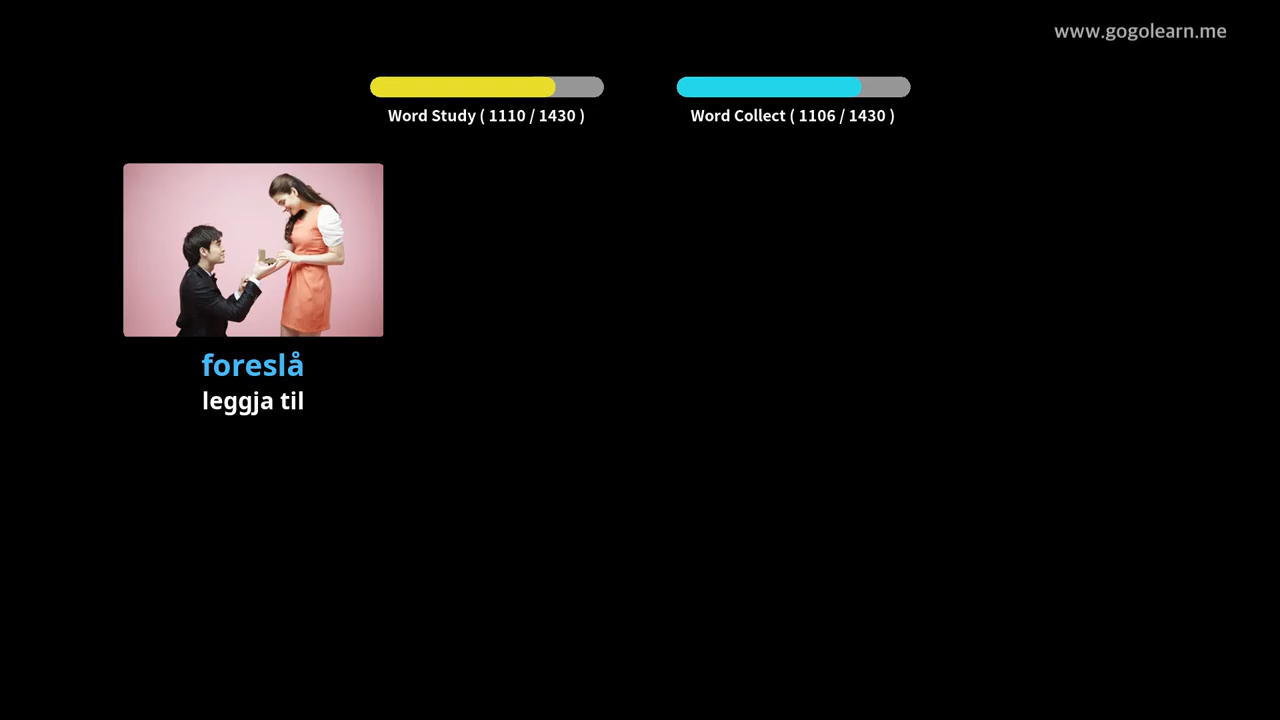 www.gogolearn.me
Word Study ( 1110 / 1430 )
Word Collect ( 1106 / 1430 )
foreslå
leggja til